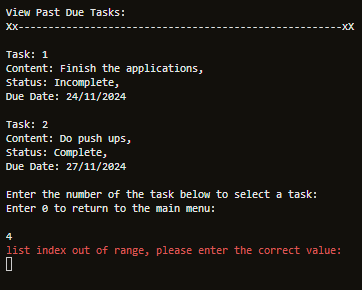 View Past Due Tasks:
Xx-------------------------------------------------xX
Task: 1
Content: Finish the applications,
Status: Incomplete,
Due Date: 24/11/2024
Task: 2
Content: Do push ups,
Status: Complete,
Due Date: 27/11/2024
Enter the number of the task below to select a task:
Enter 0 to return to the main menu:
4
list index out of range, please enter the correct value: